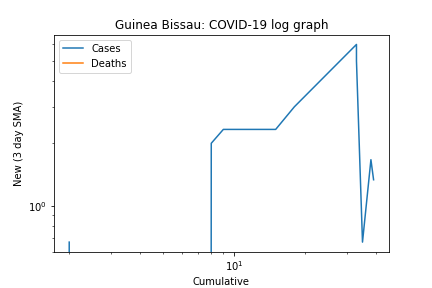 Guinea Bissau: COVID-19 log graph
Cases
Deaths
New (3 day SMA)
10⁰
10¹
Cumulative